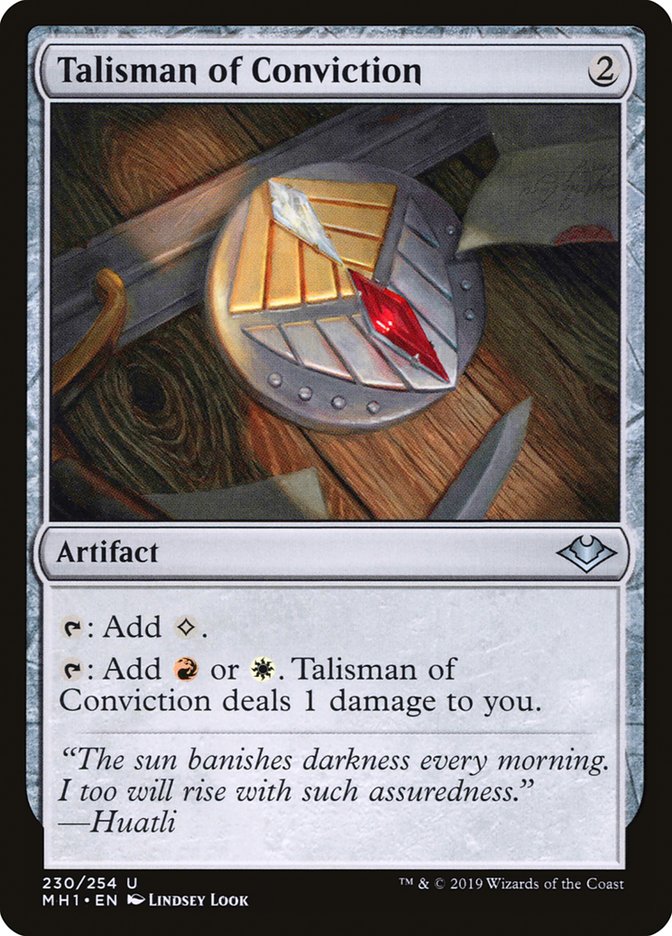 Talisman of Conviction 2
Artifact
: Add .
: Add or . Talisman of
Conviction deals 1 damage to you.
“The sun banishes darkness every morning.
I too will rise with such assuredness.”
—Huatli
230/254 U
MH1•EN LINDSEY LOOK
™ & © 2019 Wizards of the Coast